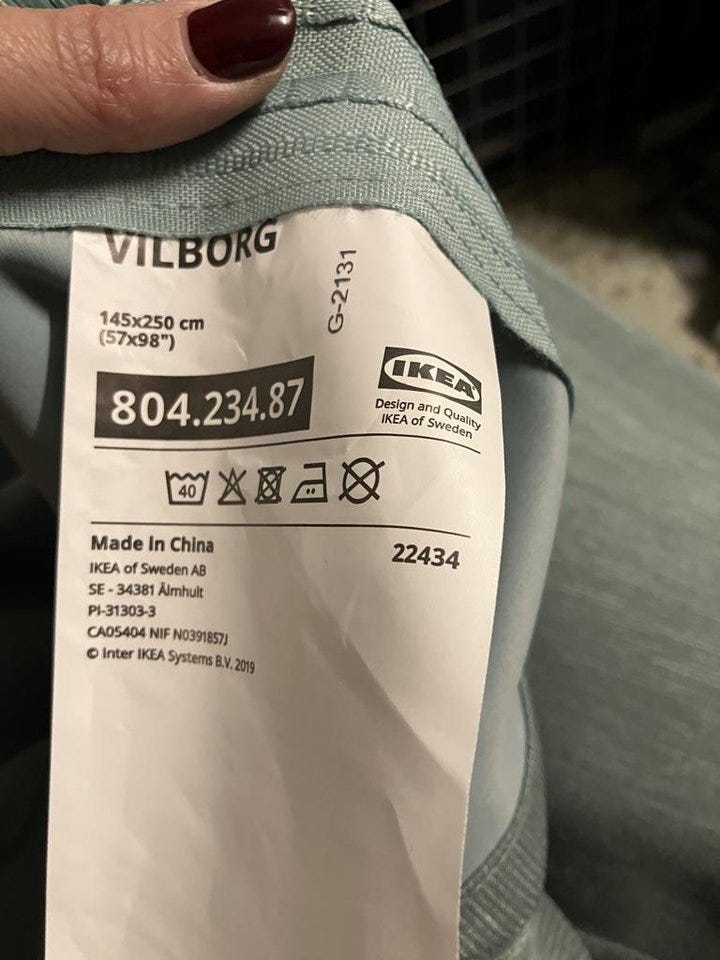 VILBORG
G-2131
145x250 cm
(57x98")
804.234.87
IKEA
Design and Quality
IKEA of Sweden
40
Made in China
22434
IKEA of Sweden AB
SE - 34381 Älmhult
PI-31303-3
CA05404 NIF N0391857J
© Inter IKEA Systems B.V. 2019